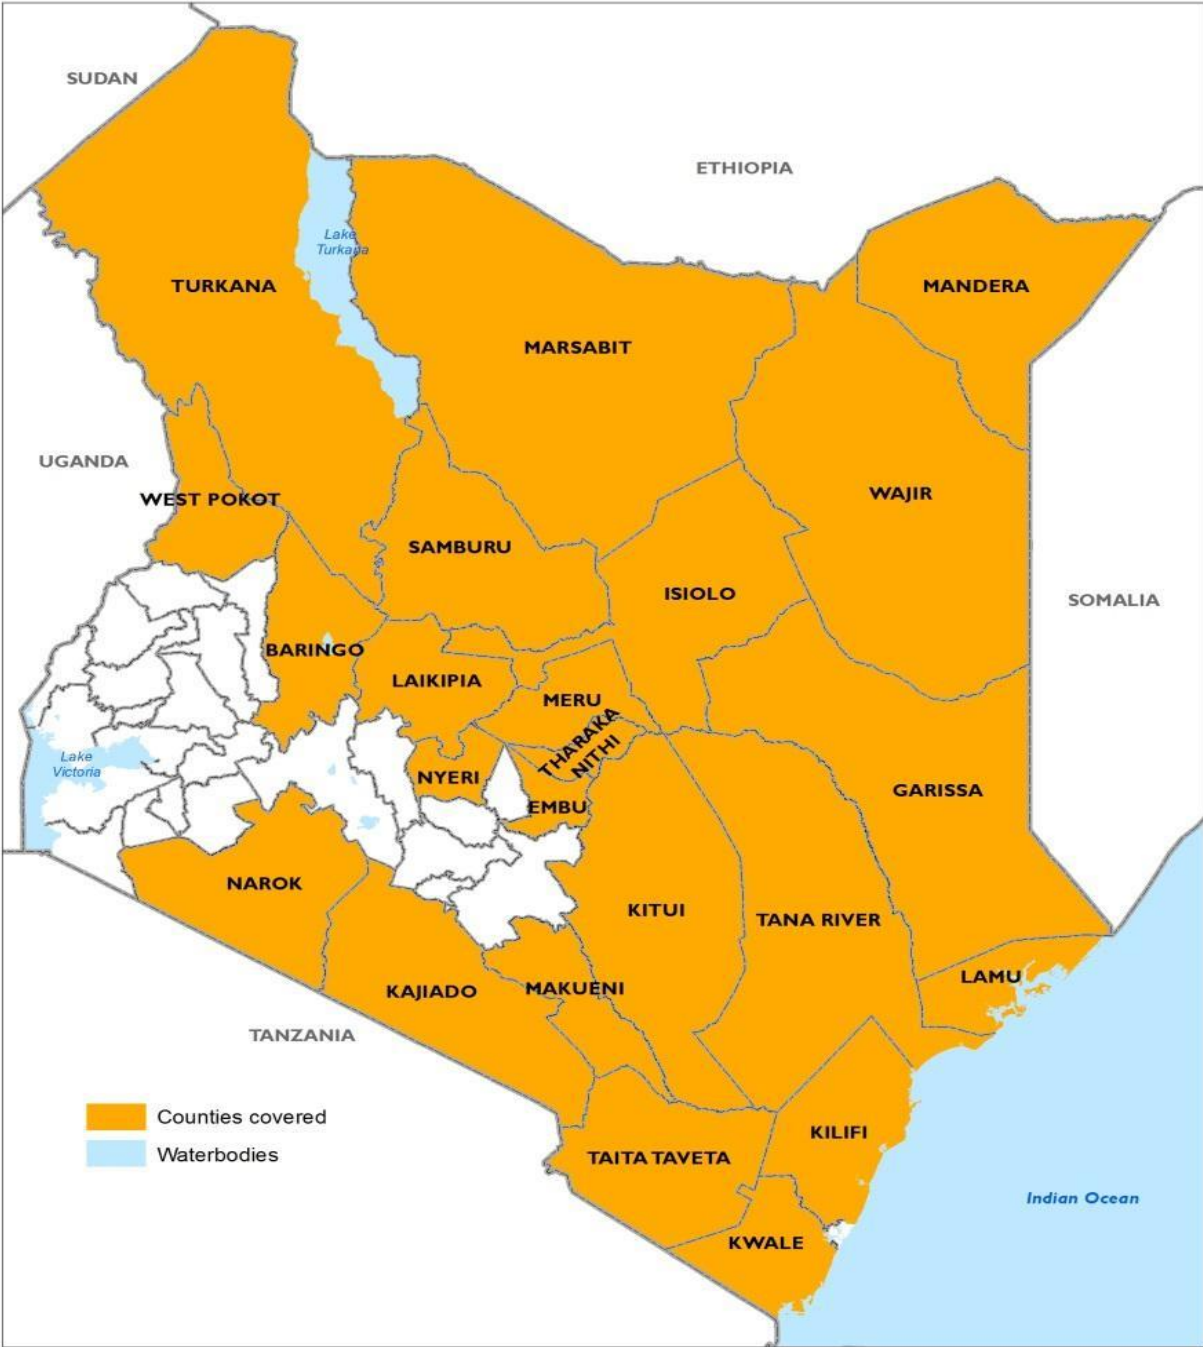 SUDAN
ETHIOPIA
Lake
Turkana
TURKANA
MANDERA
MARSABIT
UGANDA
WEST POKOT
WAJIR
SAMBURU
ISIOLO
SOMALIA
BARINGO
LAIKIPIA
MERU
THARAKA
NITHI
Lake
Victoria
NYERI
EMBU
GARISSA
NAROK
KITUI
TANA RIVER
LAMU
KAJIADO
MAKUENI
TANZANIA
Counties covered
Waterbodies
KILIFI
TAITA TAVETA
Indian Ocean
KWALE